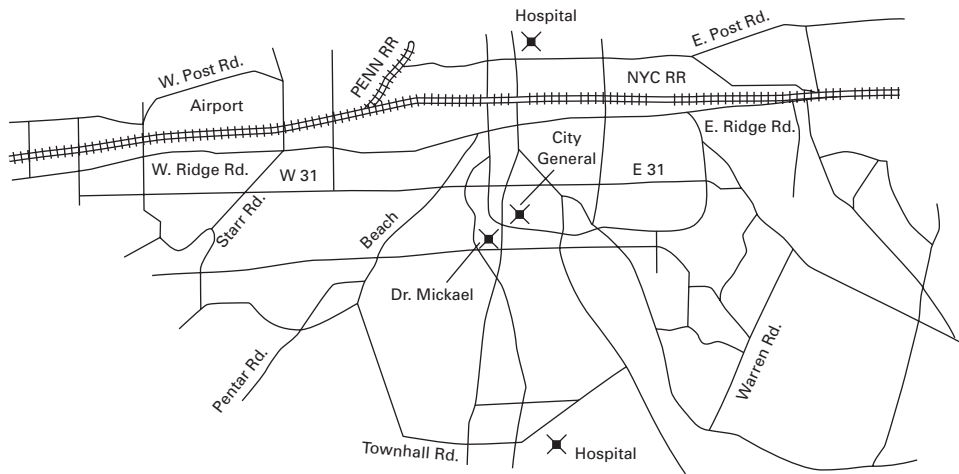 Hospital
E. Post Rd.
W. Post Rd.
PENN RR
NYC RR
Airport
E. Ridge Rd.
City
General
W. Ridge Rd.
W 31
E 31
Starr Rd.
Beach
Dr. Mickael
Pentar Rd.
Warren Rd.
Townhall Rd.
Hospital